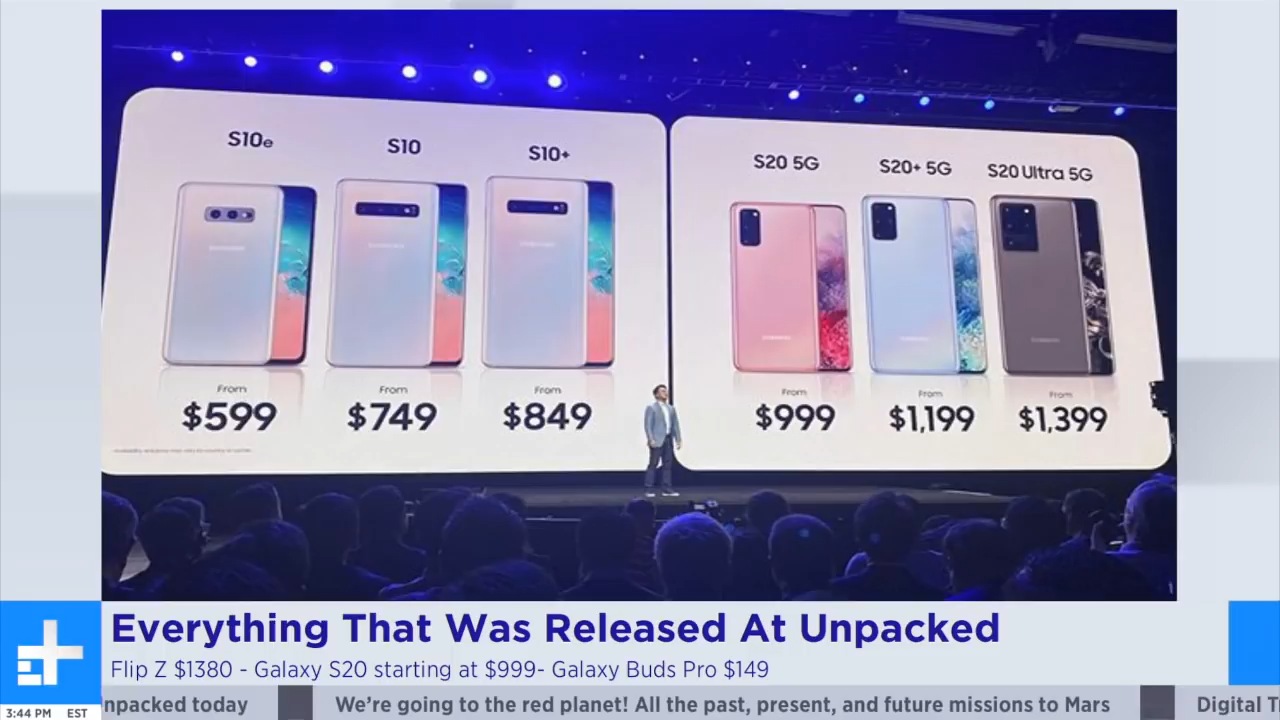 S10e
S10
S10+
S20 5G
S20+ 5G
S20 Ultra 5G
From
From
From
From
From
From
$599
$749
$849
$999
$1,199
$1,399
Everything That Was Released At Unpacked
Flip Z $1380 - Galaxy S20 starting at $999- Galaxy Buds Pro $149
3:44 PM EST
npacked today
We're going to the red planet! All the past, present, and future missions to Mars
Digital T